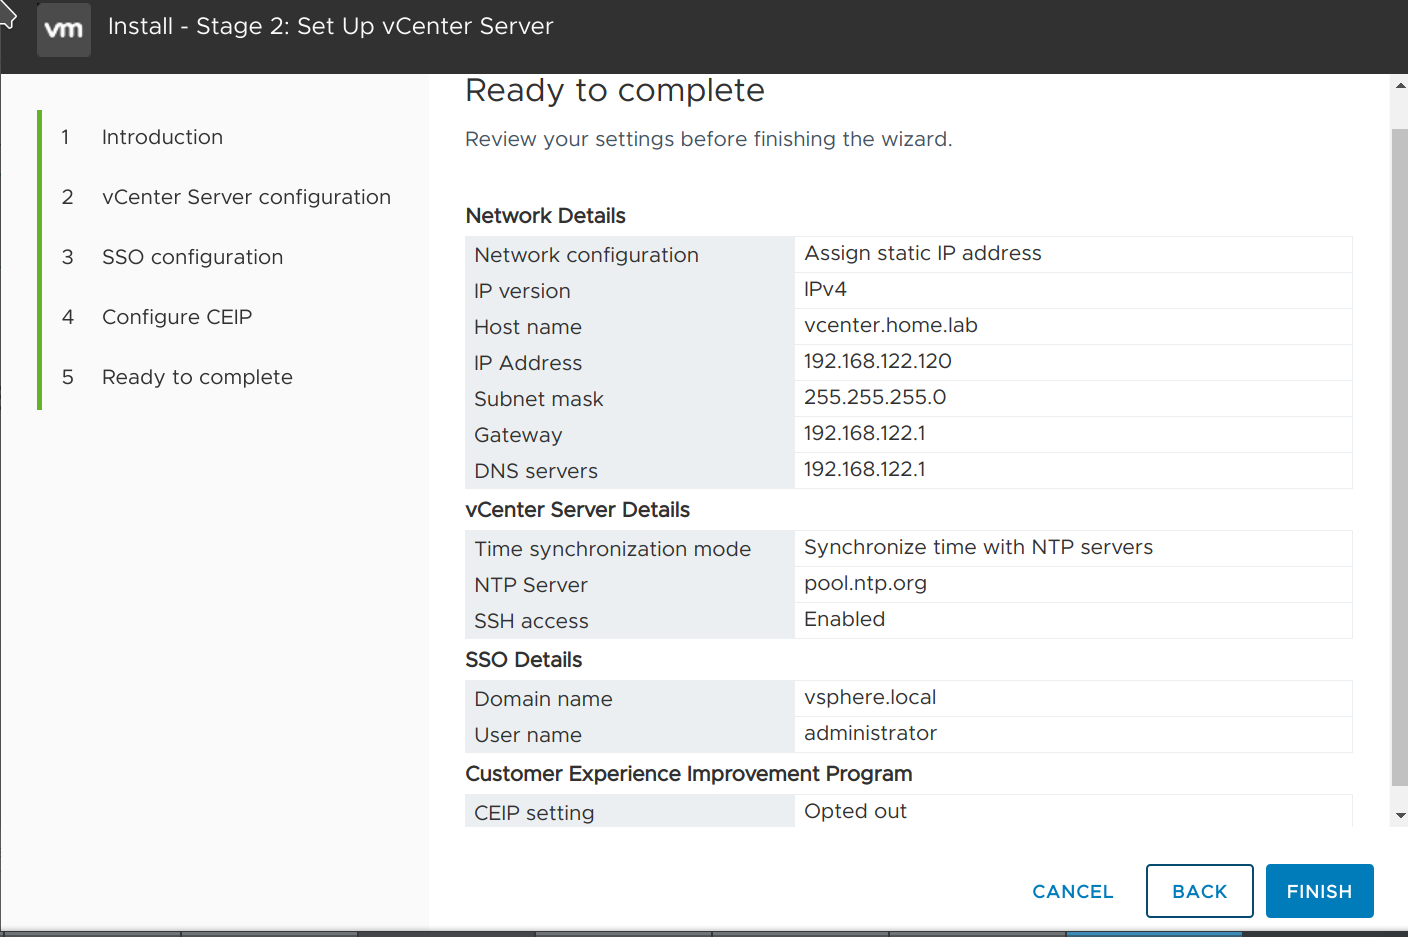 vm Install - Stage 2: Set Up vCenter Server
1 Introduction
2 vCenter Server configuration
3 SSO configuration
4 Configure CEIP
5 Ready to complete
Ready to complete
Review your settings before finishing the wizard.
Network Details
Network configuration Assign static IP address
IP version IPv4
Host name vcenter.home.lab
IP Address 192.168.122.120
Subnet mask 255.255.255.0
Gateway 192.168.122.1
DNS servers 192.168.122.1
vCenter Server Details
Time synchronization mode Synchronize time with NTP servers
NTP Server pool.ntp.org
SSH access Enabled
SSO Details
Domain name vsphere.local
User name administrator
Customer Experience Improvement Program
CEIP setting Opted out
CANCEL BACK FINISH